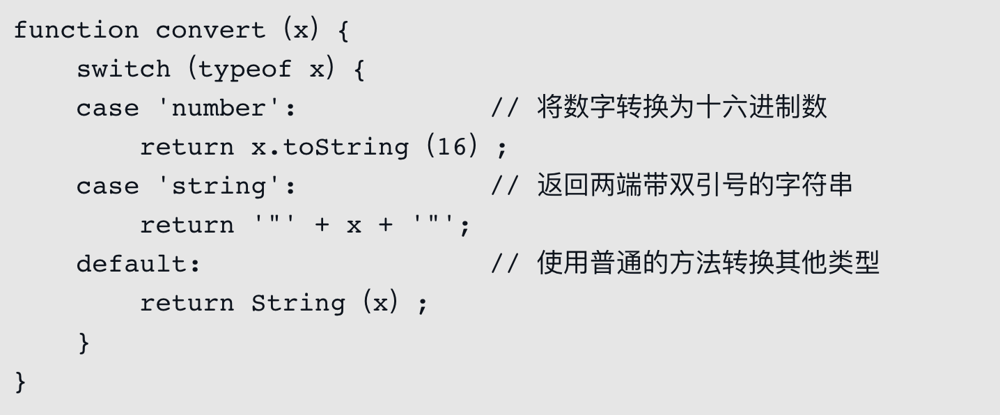 function convert（x）{
    switch（typeof x）{
    case 'number':            // 将数字转换为十六进制数
        return x.toString（16）;
    case 'string':            // 返回两端带双引号的字符串
        return '"' + x + '"';
    default:                  // 使用普通的方法转换其他类型
        return String（x）;
    }
}